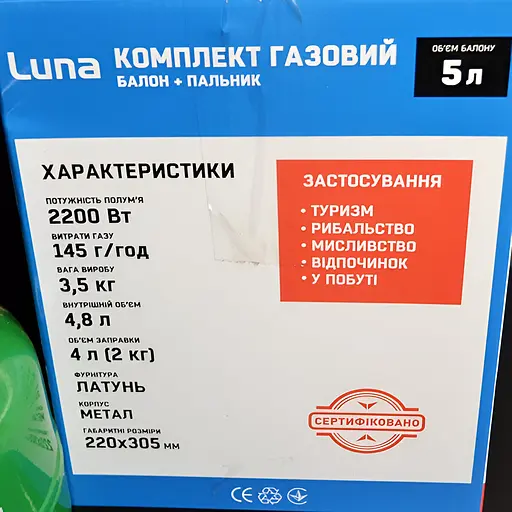 Luna КОМПЛЕКТ ГАЗОВИЙ
БАЛОН + ПАЛЬНИК
ОБ'ЄМ БАЛОНУ
5 Л
ХАРАКТЕРИСТИКИ
ПОТУЖНІСТЬ ПОЛУМ'Я
2200 Вт
ВИТРАТИ ГАЗУ
145 г/год
ВАГА ВИРОБУ
3,5 кг
ВНУТРІШНІЙ ОБ'ЄМ
4,8 л
ОБ'ЄМ ЗАПРАВКИ
4 л (2 кг)
ФУРНІТУРА
ЛАТУНЬ
КОРПУС
МЕТАЛ
ГАБАРИТНІ РОЗМІРИ
220х305 мм
ЗАСТОСУВАННЯ
• ТУРИЗМ
• РИБАЛЬСТВО
• МИСЛИВСТВО
• ВІДПОЧИНОК
• У ПОБУТІ
СЕРТИФІКОВАНО
CE